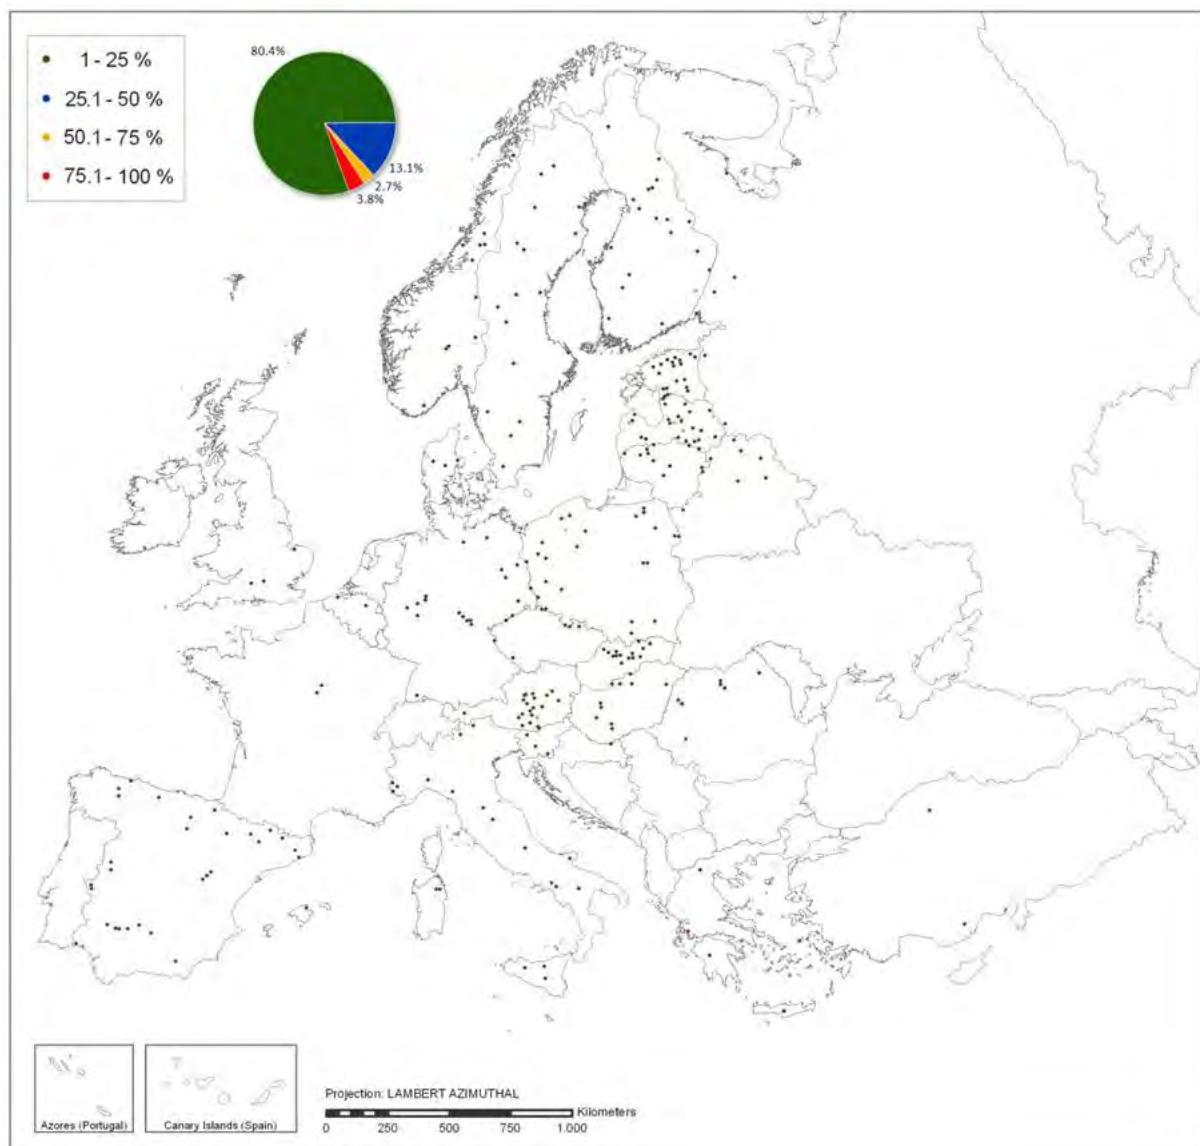 1 - 25 %
25.1 - 50 %
50.1 - 75 %
75.1 - 100 %
80.4%
13.1%
2.7%
3.8%
Azores (Portugal)
Canary Islands (Spain)
Projection: LAMBERT AZIMUTHAL
Kilometers
0 250 500 750 1.000